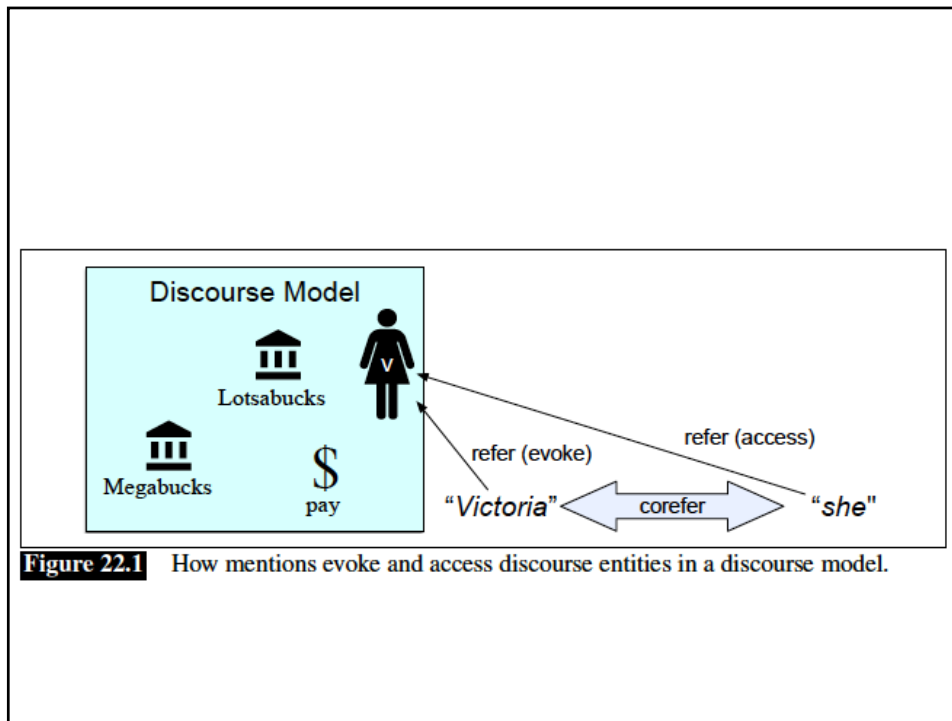 Discourse Model
V
Lotsabucks
refer (access)
refer (evoke)
Megabucks
$
pay
“Victoria”
corefer
“she"
Figure 22.1 How mentions evoke and access discourse entities in a discourse model.